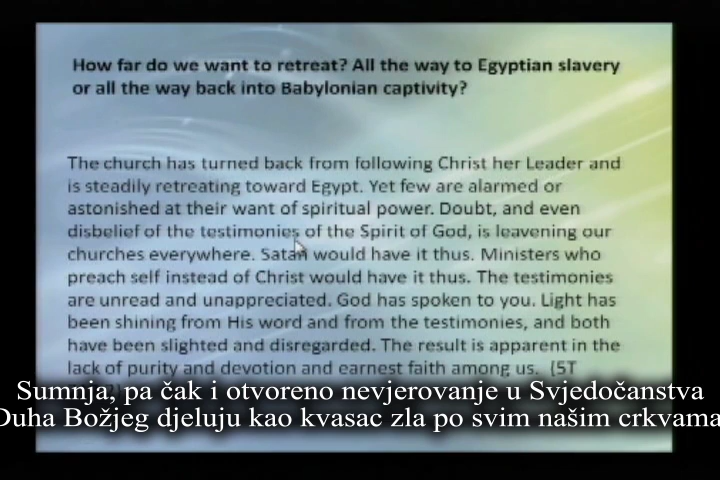 How far do we want to retreat? All the way to Egyptian slavery
or all the way back into Babylonian captivity?
The church has turned back from following Christ her Leader and
is steadily retreating toward Egypt. Yet few are alarmed or
astonished at their want of spiritual power. Doubt, and even
disbelief of the testimonies of the Spirit of God, is leavening our
churches everywhere. Satan would have it thus. Ministers who
preach self instead of Christ would have it thus. The testimonies
are unread and unappreciated. God has spoken to you. Light has
been shining from His word and from the testimonies, and both
have been slighted and disregarded. The result is apparent in the
lack of purity and devotion and earnest faith among us. (5T
Sumnja, pa čak i otvoreno nevjerovanje u Svjedočanstva
Duha Božjeg djeluju kao kvasac zla po svim našim crkvama